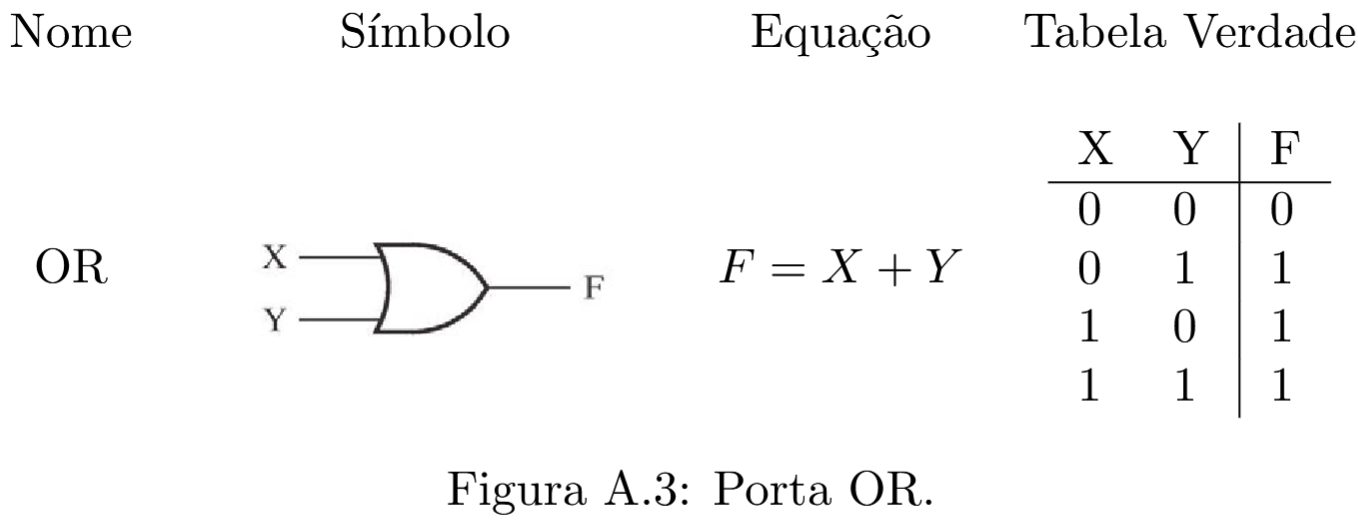 Nome Símbolo Equação Tabela Verdade
X Y F
0 0 0
OR X Y F F = X + Y 0 1 1
1 0 1
1 1 1
Figura A.3: Porta OR.